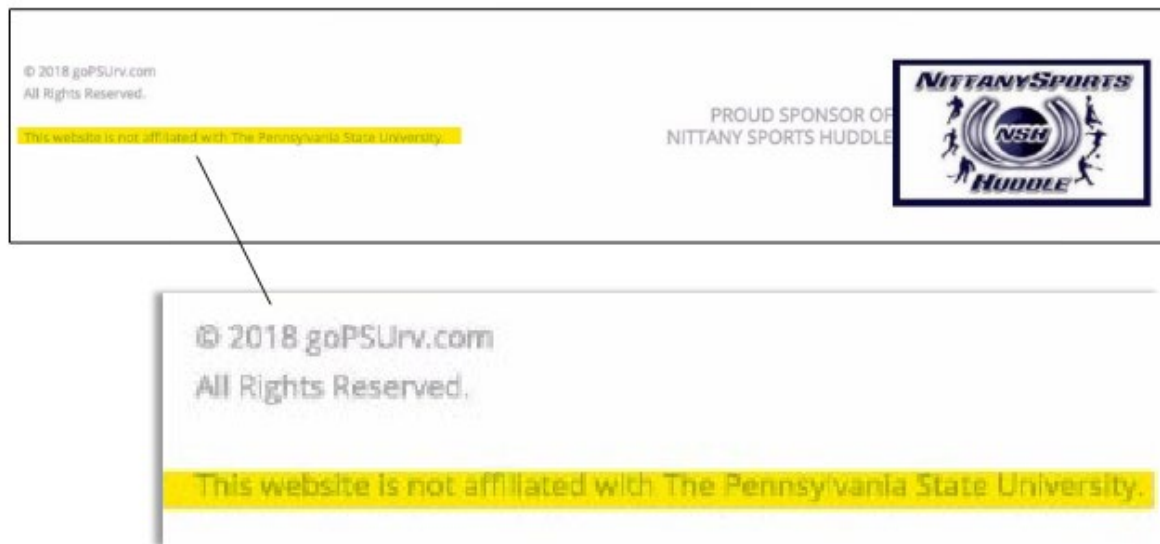 © 2018 goPSUrv.com
All Rights Reserved.
This website is not affiliated with The Pennsylvania State University.
PROUD SPONSOR OF
NITTANY SPORTS HUDDLE
NITTANYSPORTS
NSH
HUDDLE
© 2018 goPSUrv.com
All Rights Reserved.
This website is not affiliated with The Pennsylvania State University.